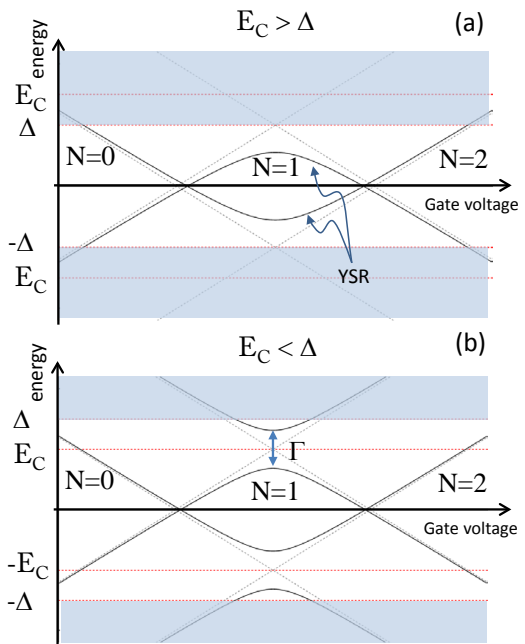 E_C > Δ
(a)
energy
E_C
Δ
N=0
N=1
N=2
Gate voltage
-Δ
E_C
YSR
E_C < Δ
(b)
energy
Δ
E_C
Γ
N=0
N=1
N=2
Gate voltage
-E_C
-Δ